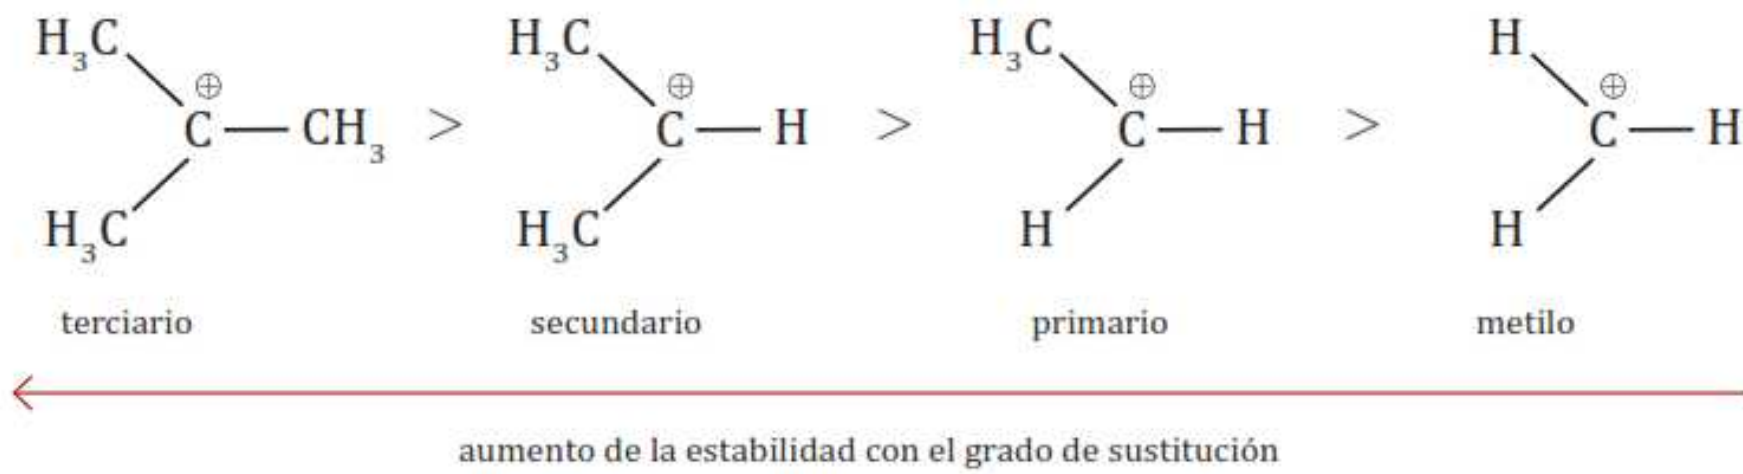 H₃C H₃C H₃C H
⊕ ⊕ ⊕ ⊕
C — CH₃ > C — H > C — H > C — H
H₃C H₃C H H
terciario secundario primario metilo
aumento de la estabilidad con el grado de sustitución